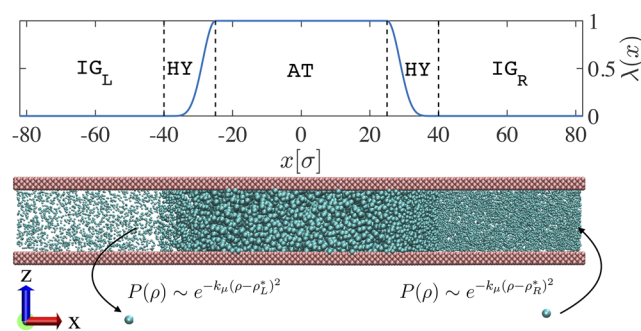 1
0.5
0
λ(x)
IG_L HY AT HY IG_R
-80 -60 -40 -20 0 20 40 60 80
x[σ]
P(ρ) ∼ e^{-k_μ(ρ-ρ_L^*)^2} P(ρ) ∼ e^{-k_μ(ρ-ρ_R^*)^2}
z
x